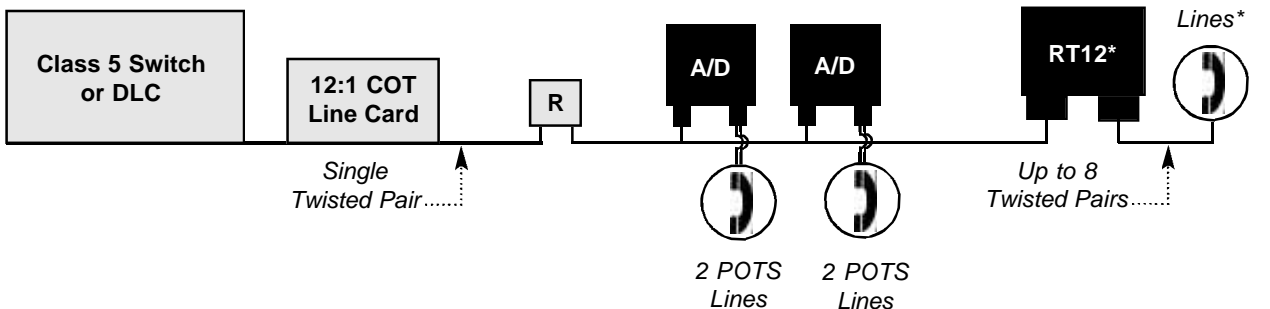 Class 5 Switch
or DLC
12:1 COT
Line Card
R
A/D
A/D
RT12*
Lines*
Single
Twisted Pair
Up to 8
Twisted Pairs
2 POTS
Lines
2 POTS
Lines